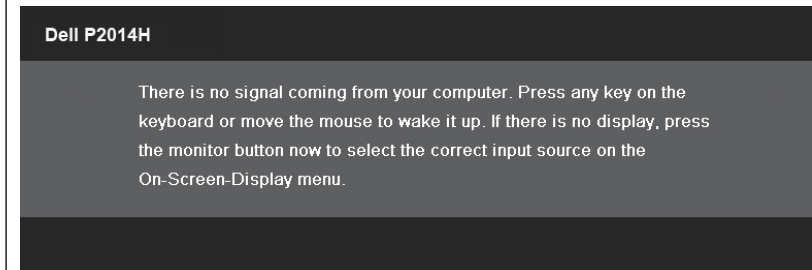 Dell P2014H
There is no signal coming from your computer. Press any key on the
keyboard or move the mouse to wake it up. If there is no display, press
the monitor button now to select the correct input source on the
On-Screen-Display menu.